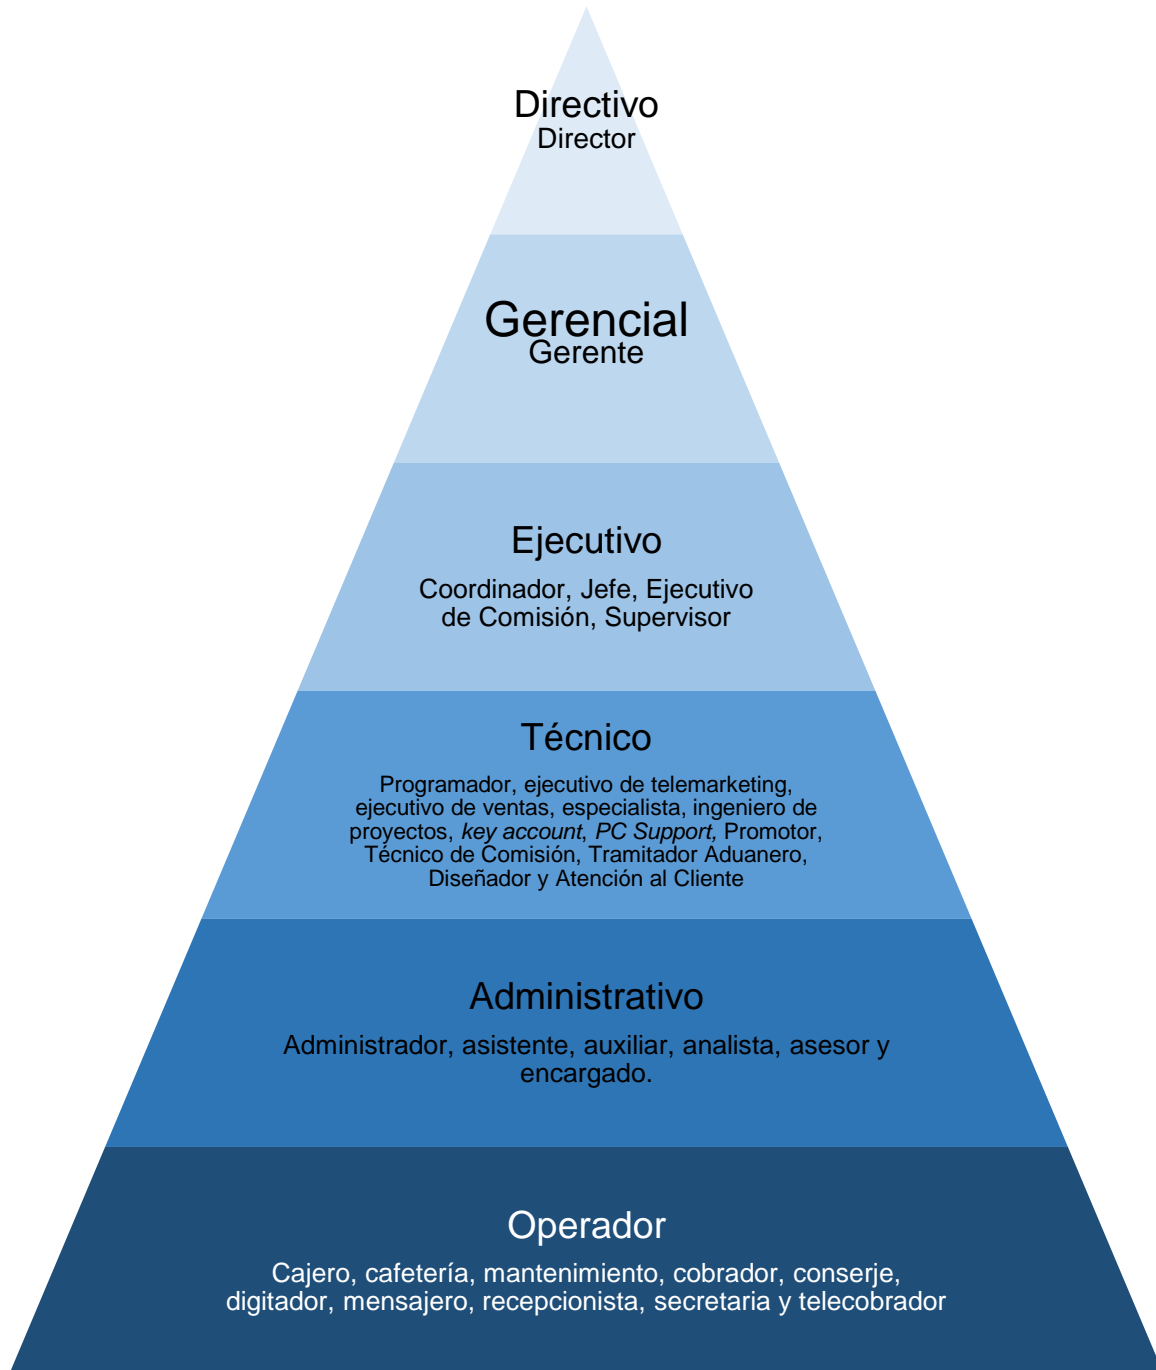 Directivo
Director
Gerencial
Gerente
Ejecutivo
Coordinador, Jefe, Ejecutivo
de Comisión, Supervisor
Técnico
Programador, ejecutivo de telemarketing,
ejecutivo de ventas, especialista, ingeniero de
proyectos, key account, PC Support, Promotor,
Técnico de Comisión, Tramitador Aduanero,
Diseñador y Atención al Cliente
Administrativo
Administrador, asistente, auxiliar, analista, asesor y
encargado.
Operador
Cajero, cafetería, mantenimiento, cobrador, conserje,
digitador, mensajero, recepcionista, secretaria y telecobrador